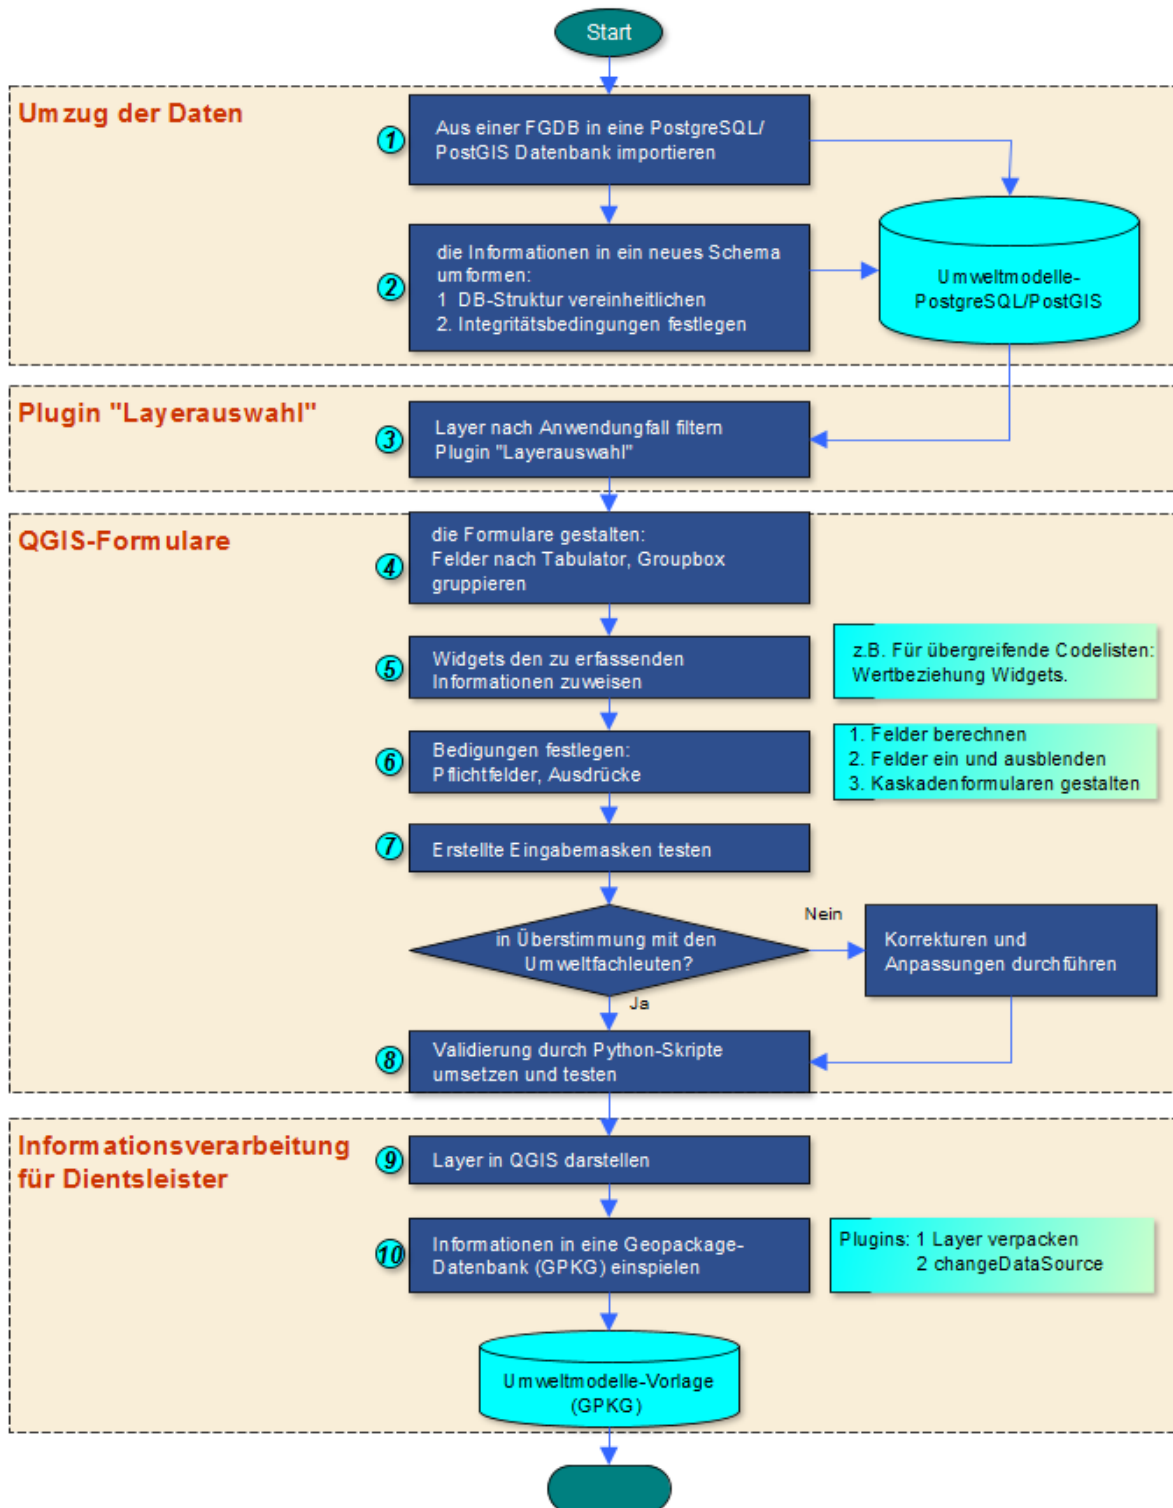 Start
Umzug der Daten
1
Aus einer FGDB in eine PostgreSQL/
PostGIS Datenbank importieren
2
die Informationen in ein neues Schema
umformen:
1 DB-Struktur vereinheitlichen
2. Integritätsbedingungen festlegen
Umweltmodelle-
PostgreSQL/PostGIS
Plugin "Layerauswahl"
3
Layer nach Anwendungfall filtern
Plugin "Layerauswahl"
QGIS-Formulare
4
die Formulare gestalten:
Felder nach Tabulator, Groupbox
gruppieren
5
Widgets den zu erfassenden
Informationen zuweisen
z.B. Für übergreifende Codelisten:
Wertbeziehung Widgets.
6
Bedigungen festlegen:
Pflichtfelder, Ausdrücke
1. Felder berechnen
2. Felder ein und ausblenden
3. Kaskadenformularen gestalten
7
Erstellte Eingabemasken testen
in Überstimmung mit den
Umweltfachleuten?
Nein
Korrekturen und
Anpassungen durchführen
Ja
8
Validierung durch Python-Skripte
umsetzen und testen
Informationsverarbeitung
für Dientsleister
9
Layer in QGIS darstellen
10
Informationen in eine Geopackage-
Datenbank (GPKG) einspielen
Plugins: 1 Layer verpacken
2 changeDataSource
Umweltmodelle-Vorlage
(GPKG)